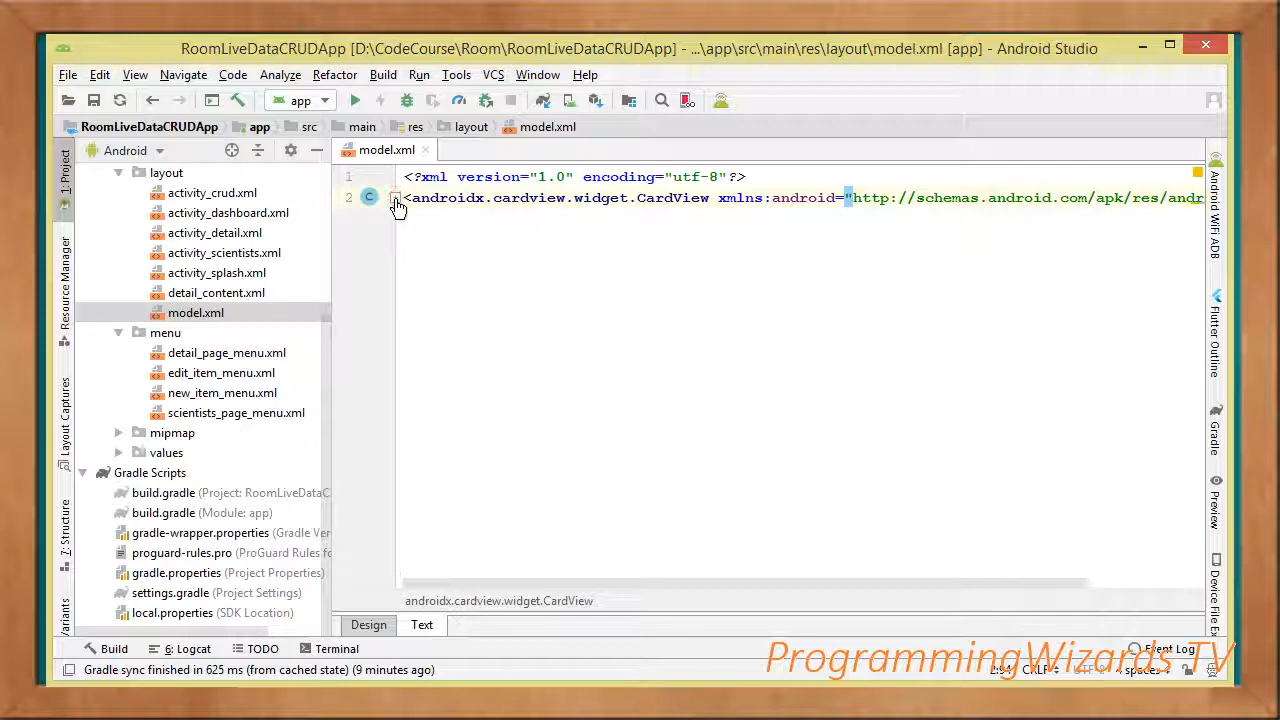 RoomLiveDataCRUDApp [D:\CodeCourse\Room\RoomLiveDataCRUDApp] - ...\app\src\main\res\layout\model.xml [app] - Android Studio
File Edit View Navigate Code Analyze Refactor Build Run Tools VCS Window Help
app
RoomLiveDataCRUDApp app src main res layout model.xml
1: Project
Resource Manager
Layout Captures
7: Structure
Variants
Android
layout
activity_crud.xml
activity_dashboard.xml
activity_detail.xml
activity_scientists.xml
activity_splash.xml
detail_content.xml
model.xml
menu
detail_page_menu.xml
edit_item_menu.xml
new_item_menu.xml
scientists_page_menu.xml
mipmap
values
Gradle Scripts
build.gradle (Project: RoomLiveDataC
build.gradle (Module: app)
gradle-wrapper.properties (Gradle Ver
proguard-rules.pro (ProGuard Rules fo
gradle.properties (Project Properties)
settings.gradle (Project Settings)
local.properties (SDK Location)
model.xml
1 <?xml version="1.0" encoding="utf-8"?>
2 C <androidx.cardview.widget.CardView xmlns:android="http://schemas.android.com/apk/res/andr
androidx.cardview.widget.CardView
Design Text
Android WiFi ADB
Flutter Outline
Gradle
Preview
Device File Ex
Build 6: Logcat TODO Terminal Event Log
Gradle sync finished in 625 ms (from cached state) (9 minutes ago) CRLF UTF-8 4 spaces
ProgrammingWizards TV